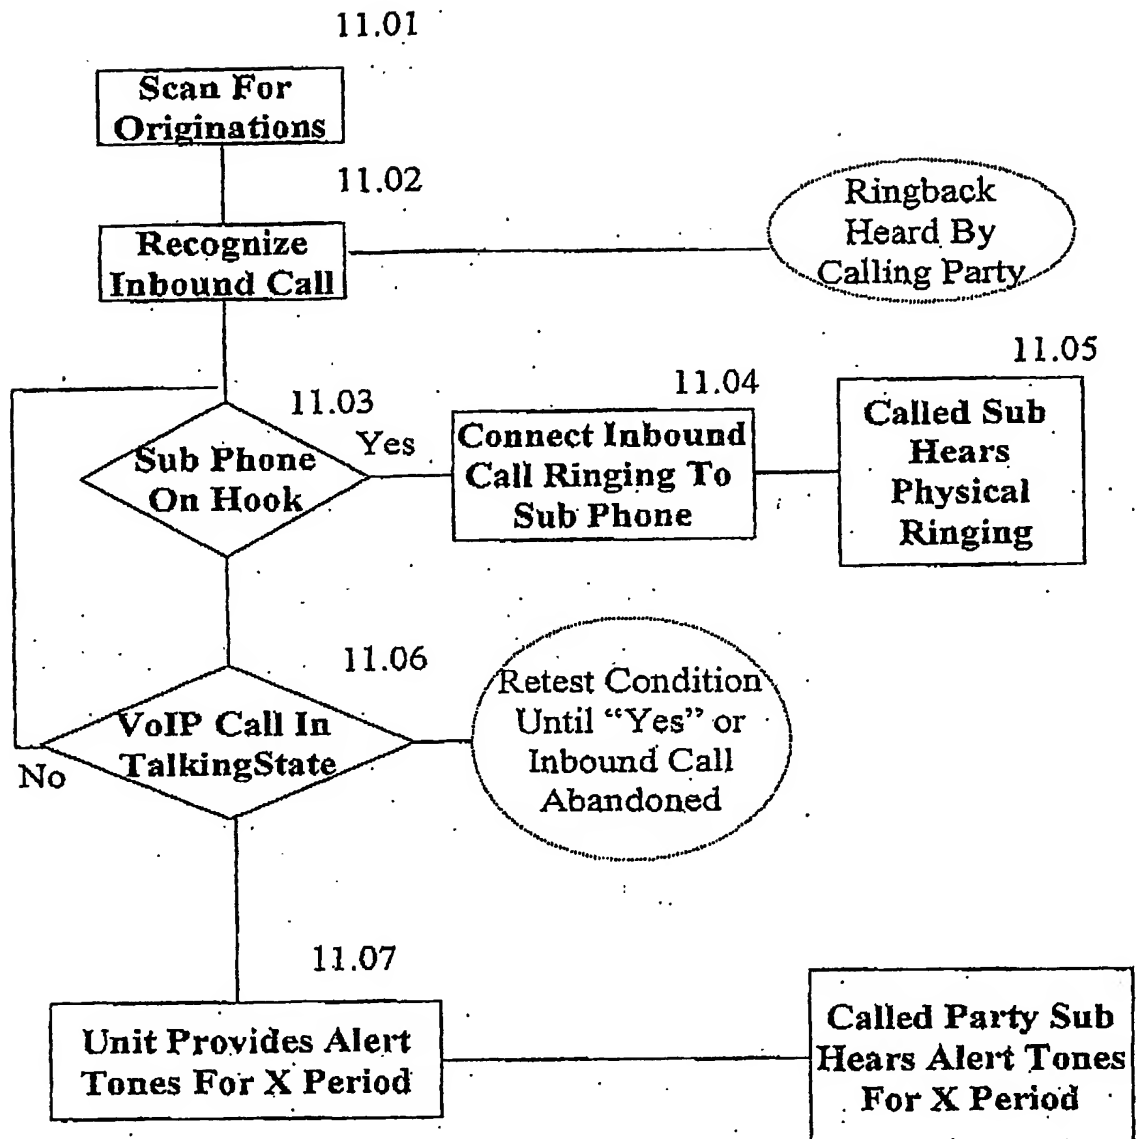 11.01
Scan For
Originations
11.02
Recognize
Inbound Call
Ringback
Heard By
Calling Party
11.03
Sub Phone
On Hook
Yes
11.04
Connect Inbound
Call Ringing To
Sub Phone
11.05
Called Sub
Hears
Physical
Ringing
11.06
VoIP Call In
TalkingState
No
Retest Condition
Until “Yes” or
Inbound Call
Abandoned
11.07
Unit Provides Alert
Tones For X Period
Called Party Sub
Hears Alert Tones
For X Period